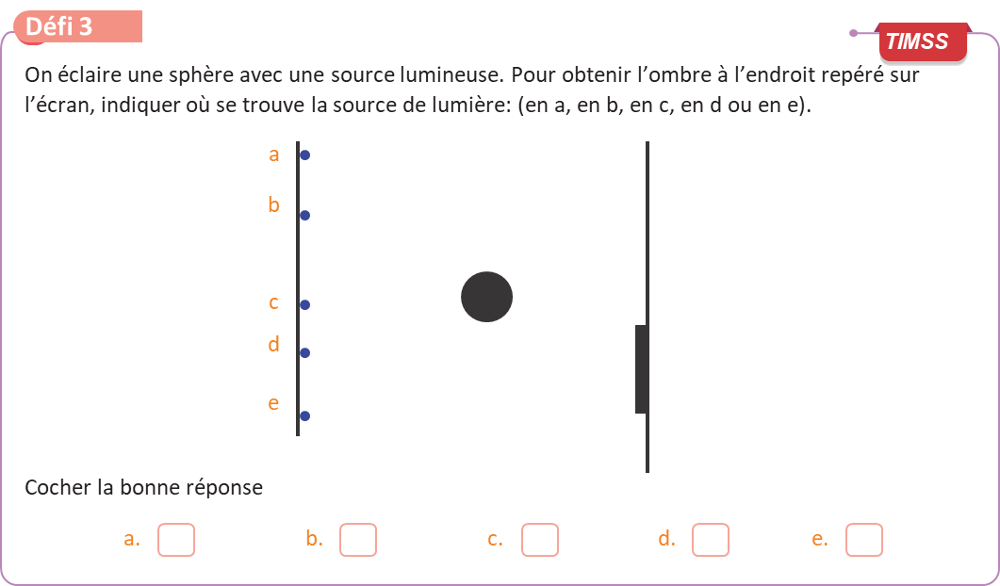 Défi 3
TIMSS
On éclaire une sphère avec une source lumineuse. Pour obtenir l’ombre à l’endroit repéré sur
l’écran, indiquer où se trouve la source de lumière: (en a, en b, en c, en d ou en e).
a
b
c
d
e
Cocher la bonne réponse
a. b. c. d. e.